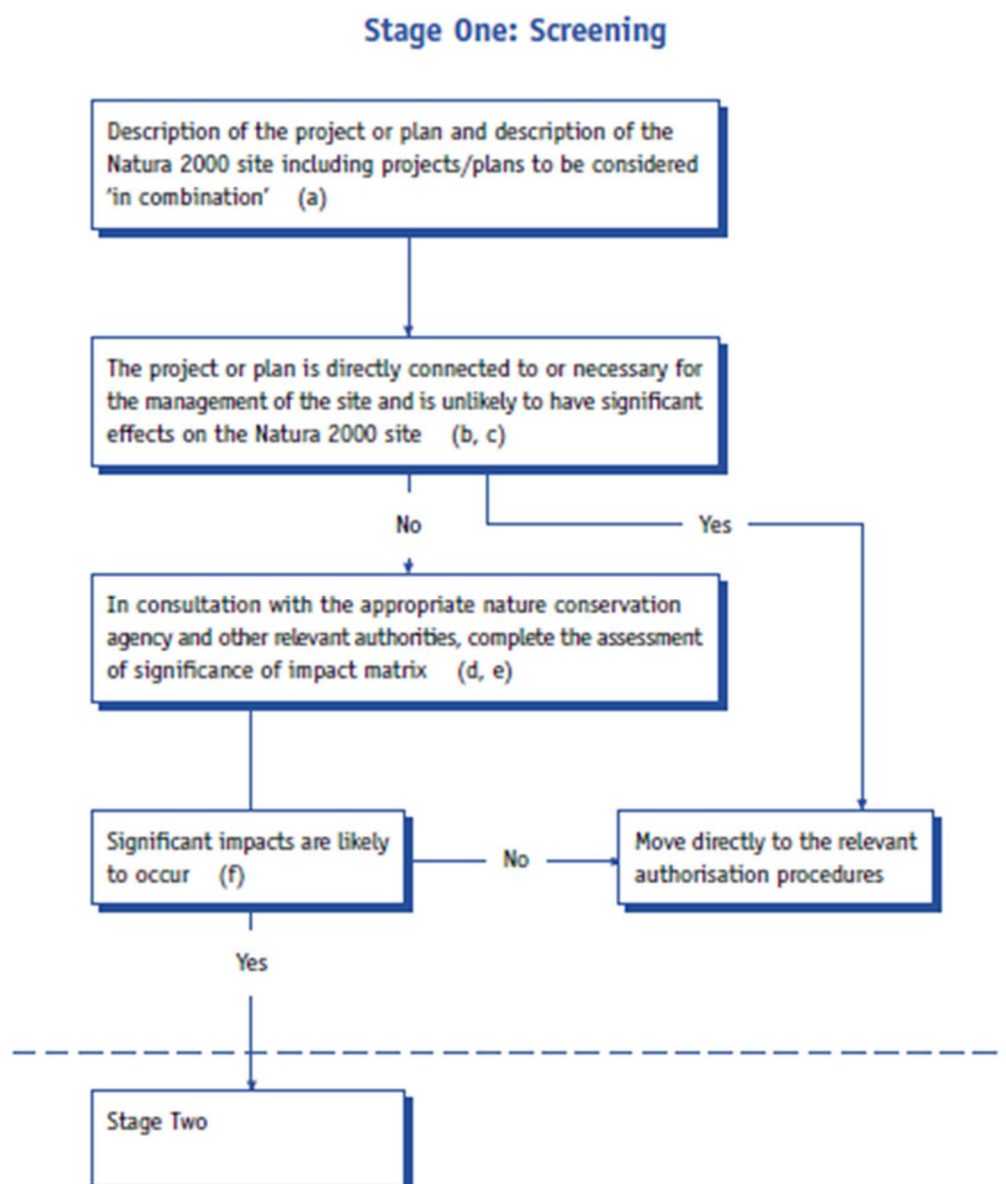 Stage One: Screening
Description of the project or plan and description of the
Natura 2000 site including projects/plans to be considered
‘in combination’ (a)
The project or plan is directly connected to or necessary for
the management of the site and is unlikely to have significant
effects on the Natura 2000 site (b, c)
No
Yes
In consultation with the appropriate nature conservation
agency and other relevant authorities, complete the assessment
of significance of impact matrix (d, e)
Significant impacts are likely
to occur (f)
No
Move directly to the relevant
authorisation procedures
Yes
Stage Two